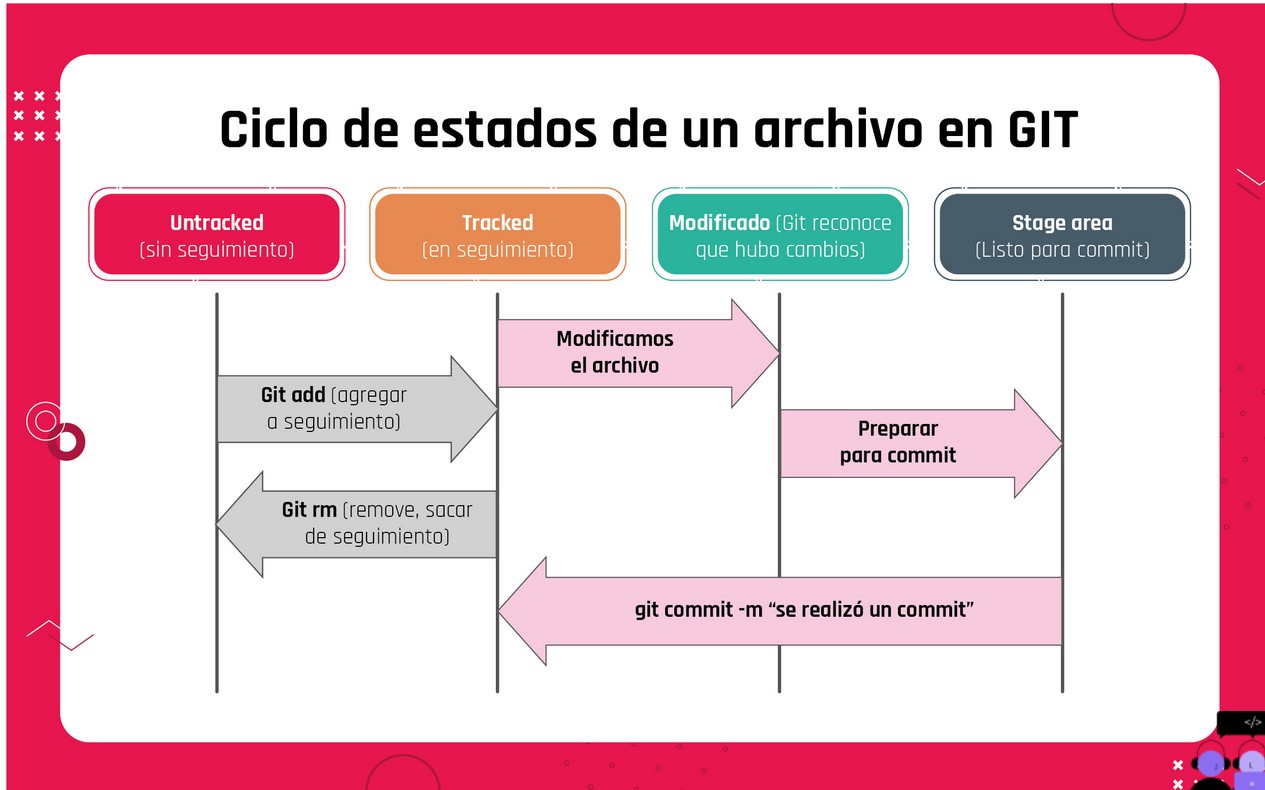 Ciclo de estados de un archivo en GIT
Untracked
(sin seguimiento)
Tracked
(en seguimiento)
Modificado (Git reconoce
que hubo cambios)
Stage area
(Listo para commit)
Modificamos
el archivo
Git add (agregar
a seguimiento)
Preparar
para commit
Git rm (remove, sacar
de seguimiento)
git commit -m “se realizó un commit”
</>
J
L